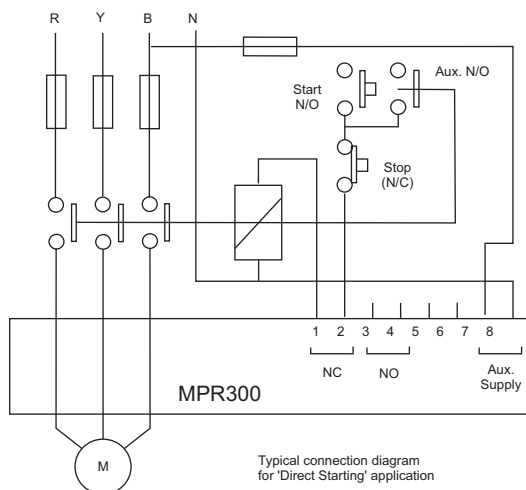 R Y B N
Aux. N/O
Start
N/O
Stop
(N/C)
1 2 3 4 5 6 7 8
NC NO Aux.
Supply
MPR300
M
Typical connection diagram
for 'Direct Starting' application